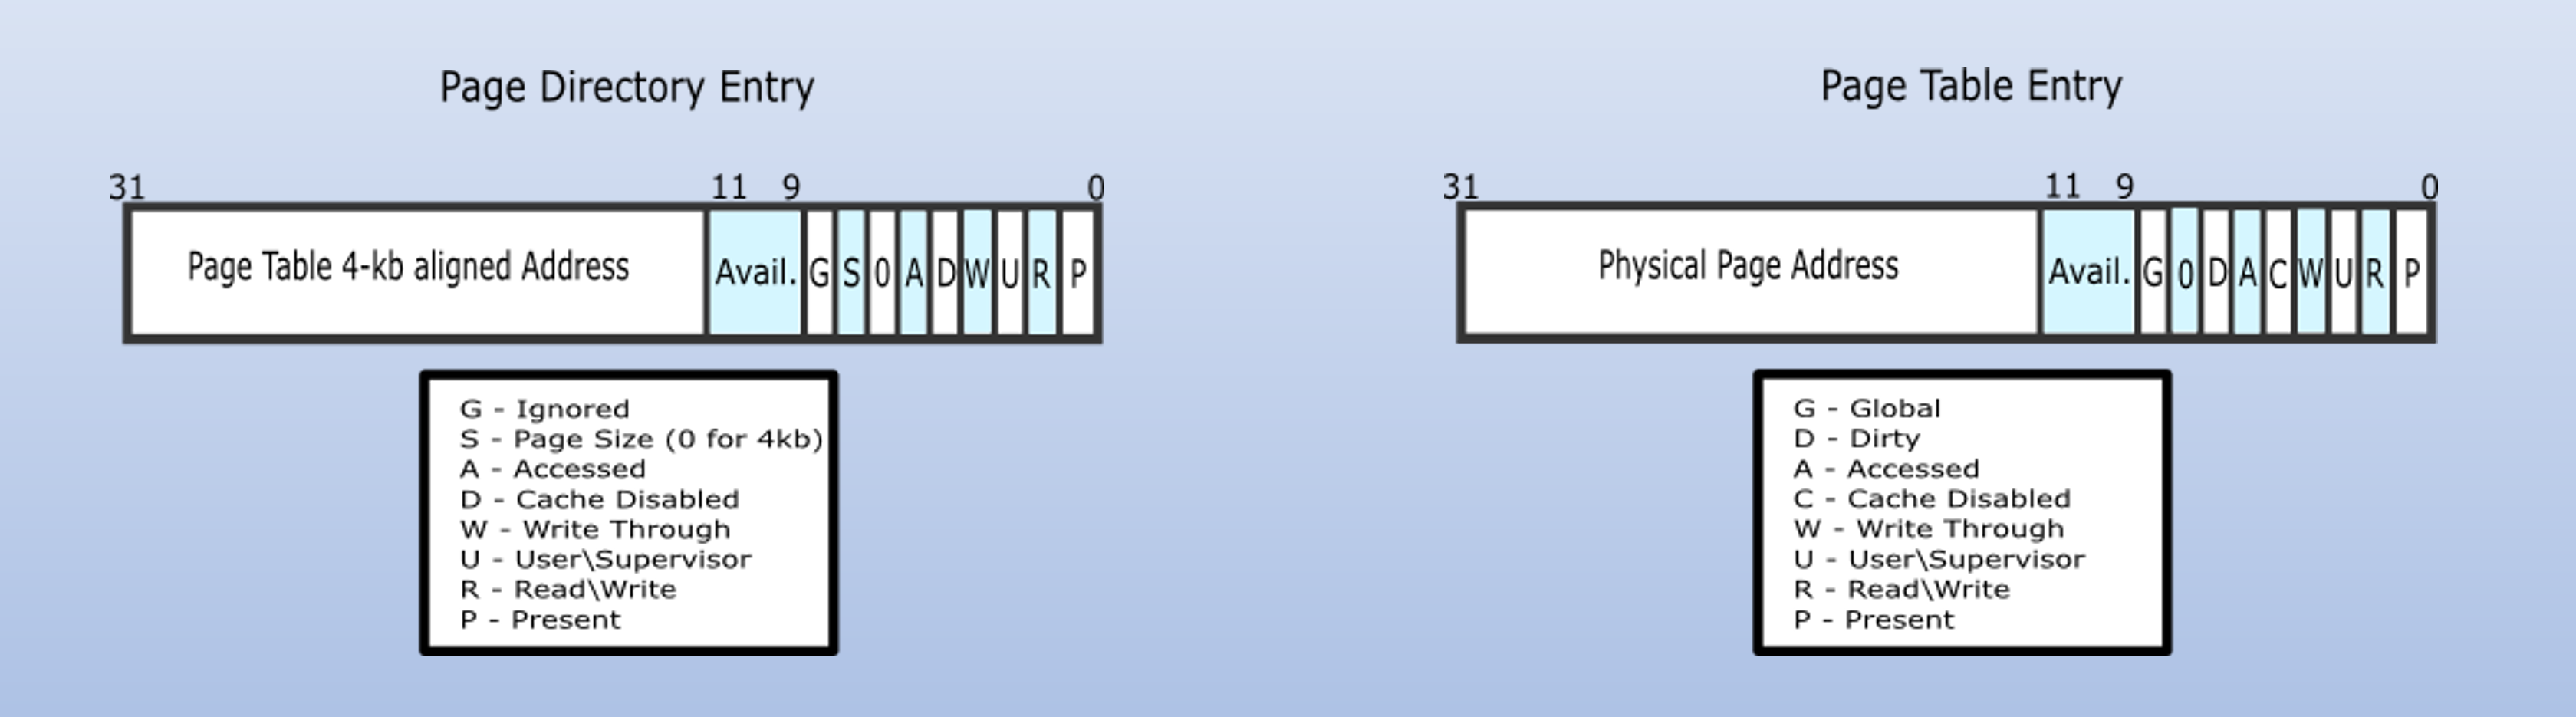 Page Directory Entry
31 11 9 0
Page Table 4-kb aligned Address Avail. G S 0 A D W U R P
G - Ignored
S - Page Size (0 for 4kb)
A - Accessed
D - Cache Disabled
W - Write Through
U - User\Supervisor
R - Read\Write
P - Present
Page Table Entry
31 11 9 0
Physical Page Address Avail. G 0 D A C W U R P
G - Global
D - Dirty
A - Accessed
C - Cache Disabled
W - Write Through
U - User\Supervisor
R - Read\Write
P - Present